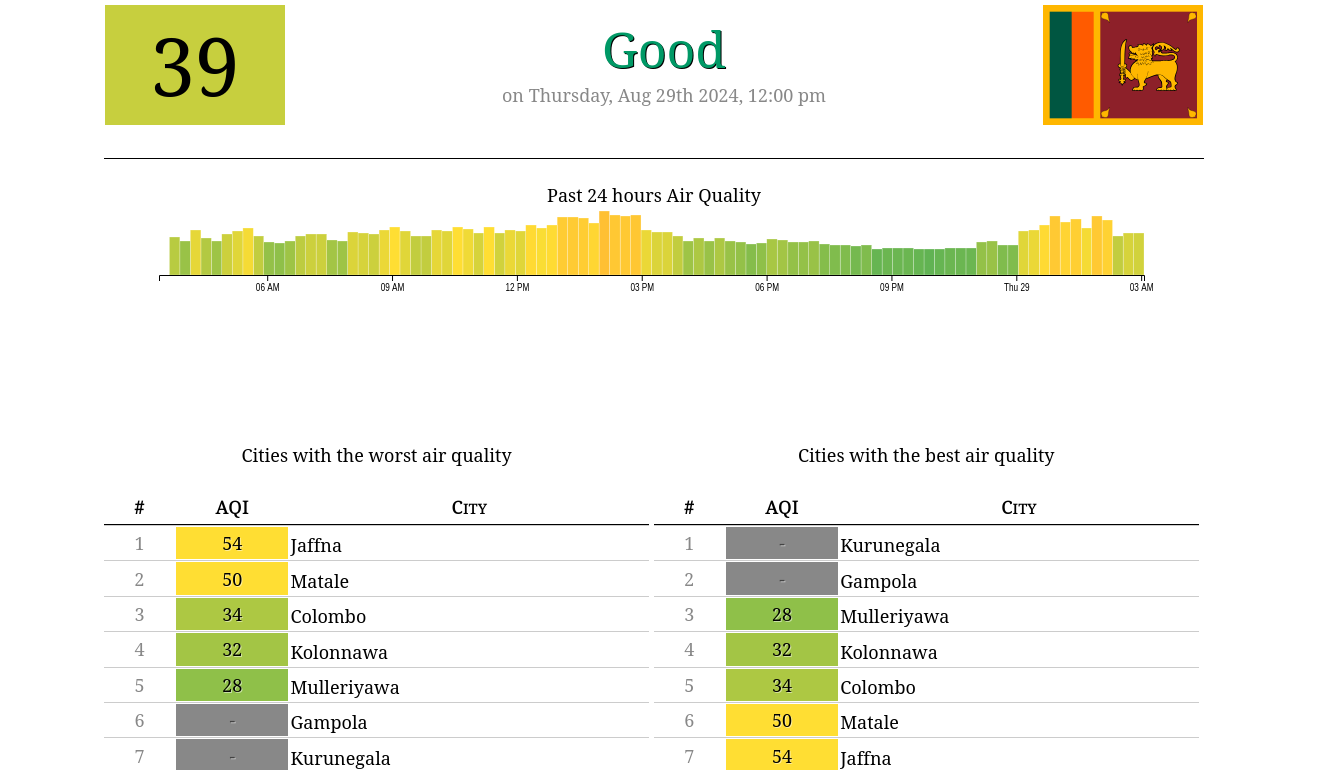 39
Good
on Thursday, Aug 29th 2024, 12:00 pm
Past 24 hours Air Quality
06 AM 09 AM 12 PM 03 PM 06 PM 09 PM Thu 29 03 AM
Cities with the worst air quality
# AQI City
1 54 Jaffna
2 50 Matale
3 34 Colombo
4 32 Kolonnawa
5 28 Mulleriyawa
6 - Gampola
7 - Kurunegala
Cities with the best air quality
# AQI City
1 - Kurunegala
2 - Gampola
3 28 Mulleriyawa
4 32 Kolonnawa
5 34 Colombo
6 50 Matale
7 54 Jaffna